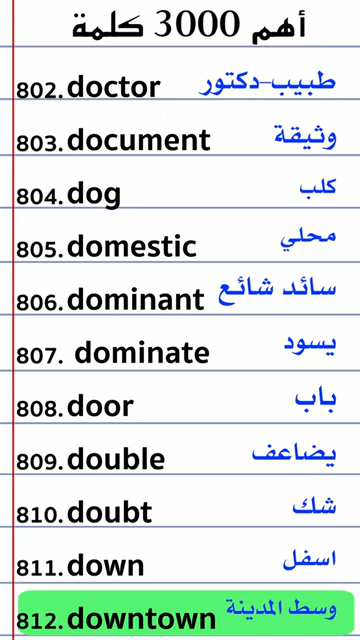 أهم 3000 كلمة
802. doctor طبيب-دكتور
803. document وثيقة
804. dog كلب
805. domestic محلي
806. dominant سائد شائع
807. dominate يسود
808. door باب
809. double يضاعف
810. doubt شك
811. down اسفل
812. downtown وسط المدينة